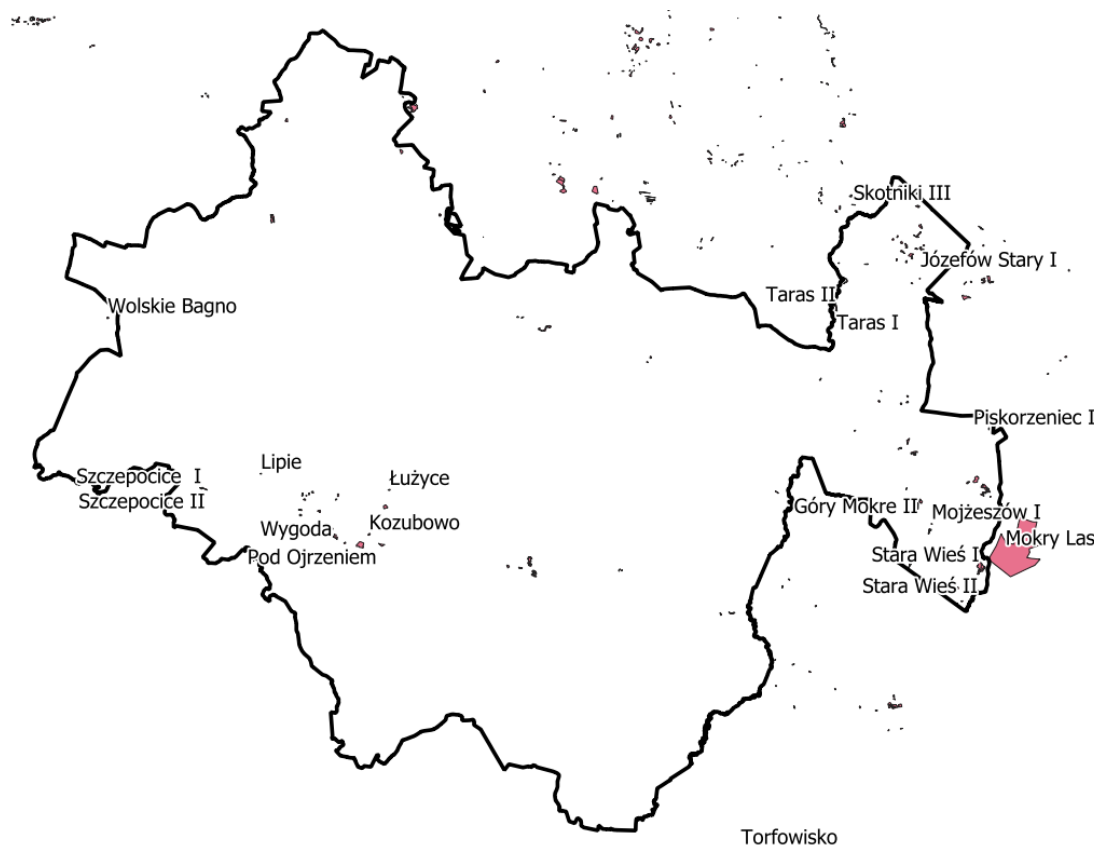 Skotniki III
Józefów Stary I
Taras II
Wolskie Bagno
Taras I
Piskorzeniec I
Lipie
Szczepocice  I
Łużyce
Szczepocice II
Góry Mokre II
Mojżeszów I
Kozubowo
Wygoda
Mokry Las
Pod Ojrzeniem
Stara Wieś I
Stara Wieś II
Torfowisko